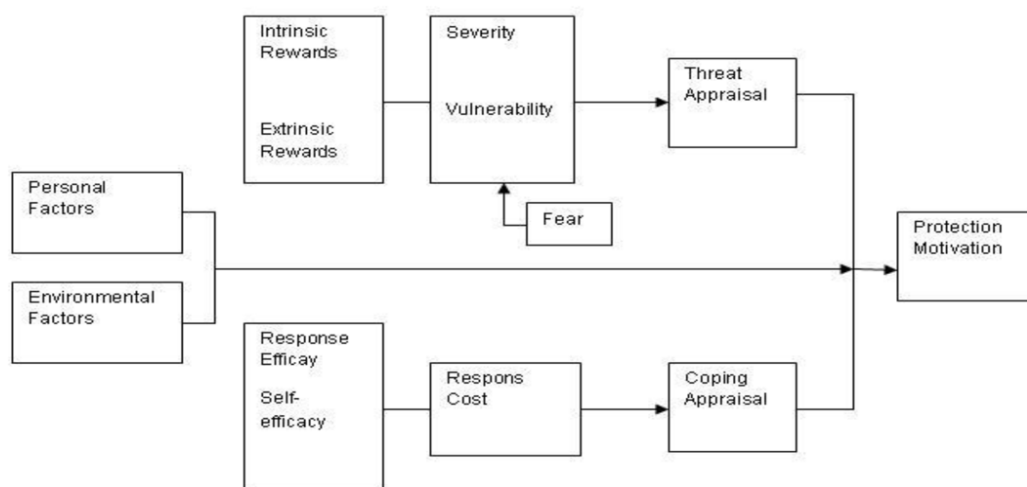 Intrinsic
Rewards
Extrinsic
Rewards
Severity
Vulnerability
Threat
Appraisal
Fear
Personal
Factors
Environmental
Factors
Protection
Motivation
Response
Efficay
Self-
efficacy
Respons
Cost
Coping
Appraisal